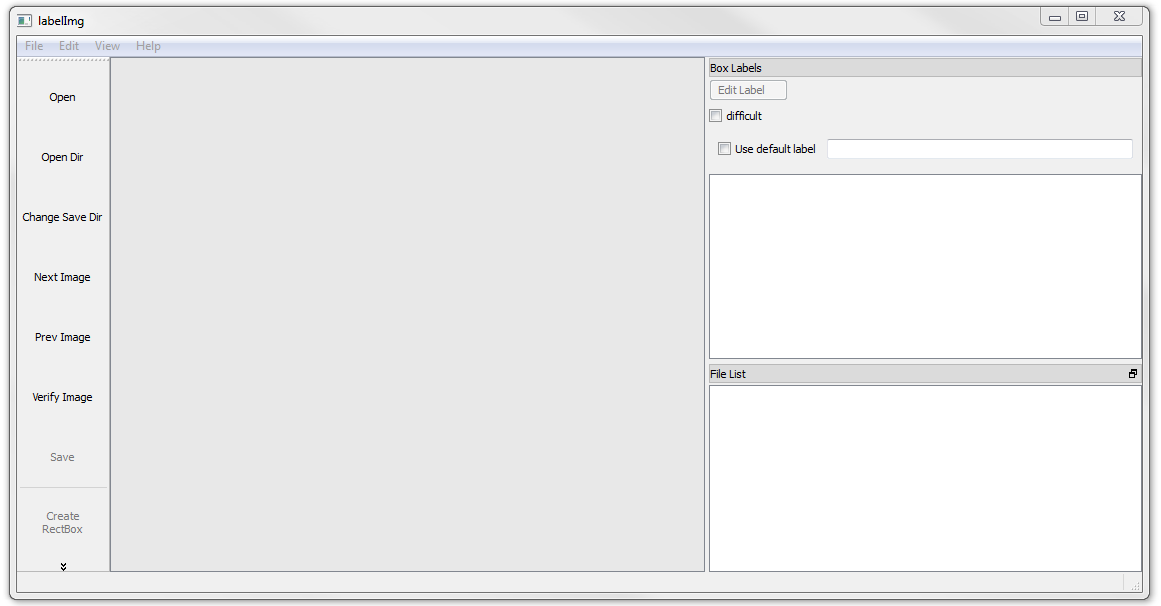 labelImg
File Edit View Help
Open
Open Dir
Change Save Dir
Next Image
Prev Image
Verify Image
Save
Create
RectBox
Box Labels
Edit Label
difficult
Use default label
File List